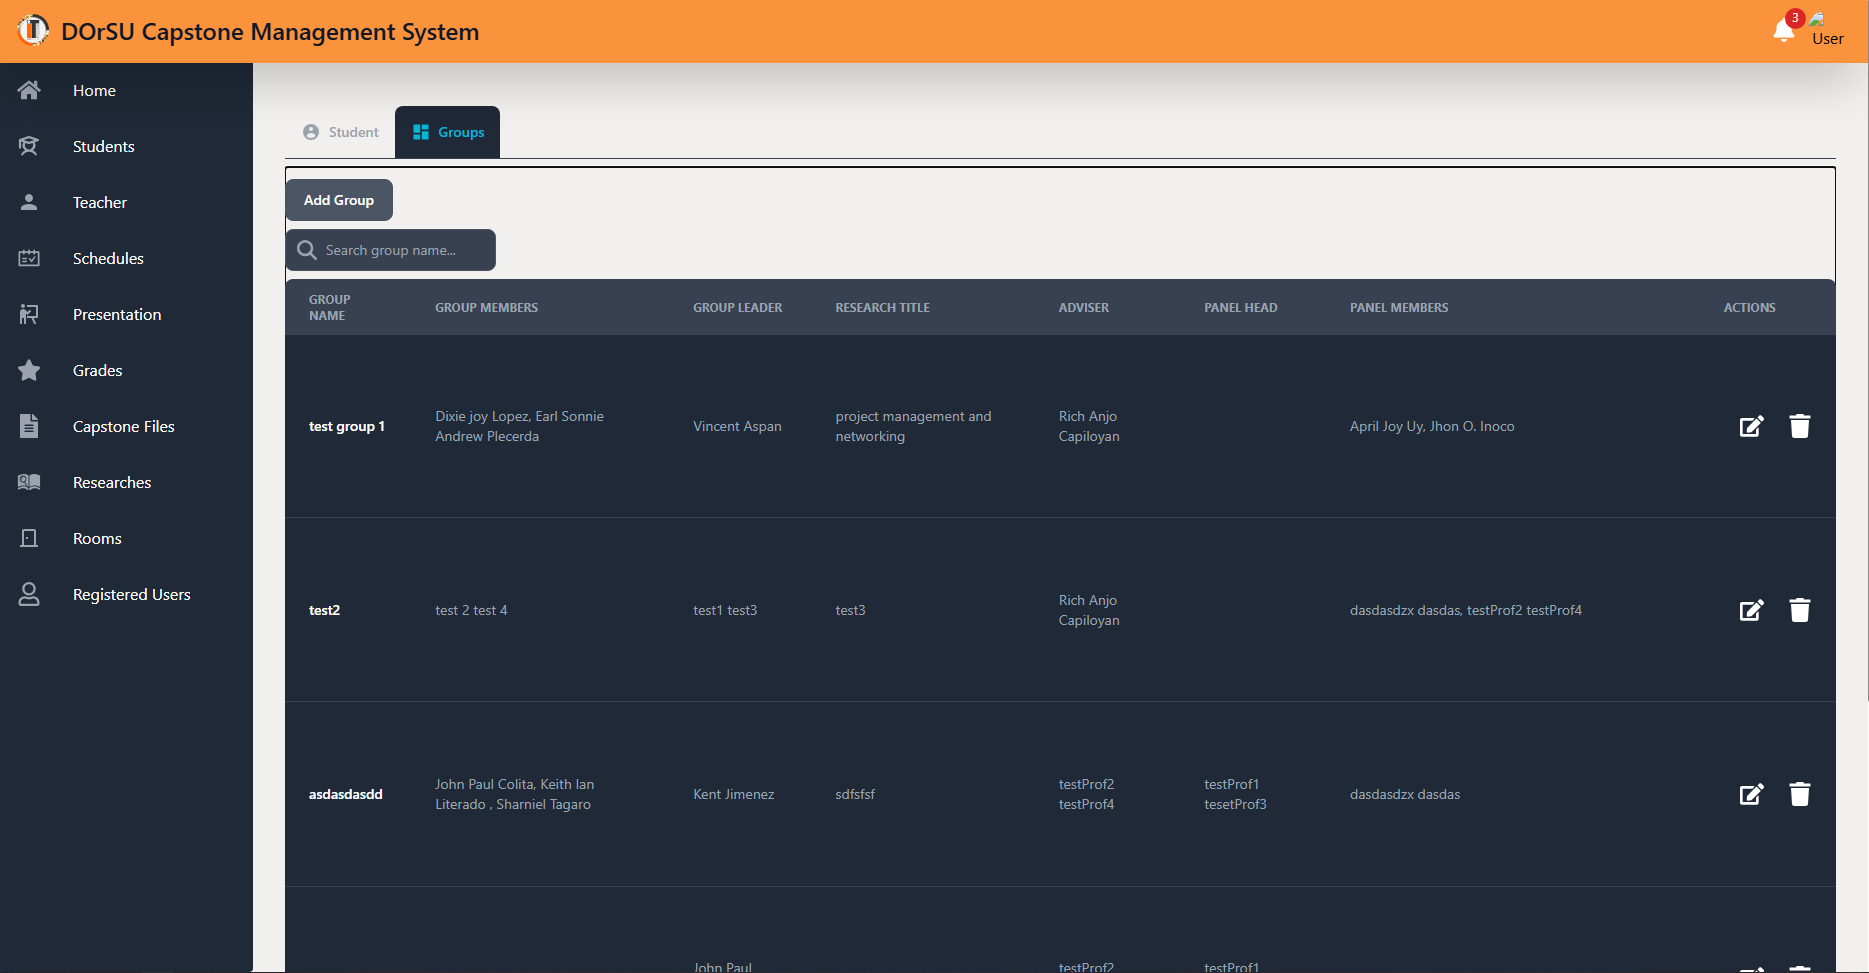 DOrSU Capstone Management System
3
User
Home
Students
Teacher
Schedules
Presentation
Grades
Capstone Files
Researches
Rooms
Registered Users
Student
Groups
Add Group
Search group name...
GROUP
NAME
GROUP MEMBERS
GROUP LEADER
RESEARCH TITLE
ADVISER
PANEL HEAD
PANEL MEMBERS
ACTIONS
test group 1
Dixie joy Lopez, Earl Sonnie
Andrew Plecerda
Vincent Aspan
project management and
networking
Rich Anjo
Capiloyan
April Joy Uy, Jhon O. Inoco
test2
test 2 test 4
test1 test3
test3
Rich Anjo
Capiloyan
dasdasdzx dasdas, testProf2 testProf4
asdasdasdd
John Paul Colita, Keith Ian
Literado , Sharniel Tagaro
Kent Jimenez
sdfsfsf
testProf2
testProf4
testProf1
tesetProf3
dasdasdzx dasdas
John Paul
testProf2
testProf1